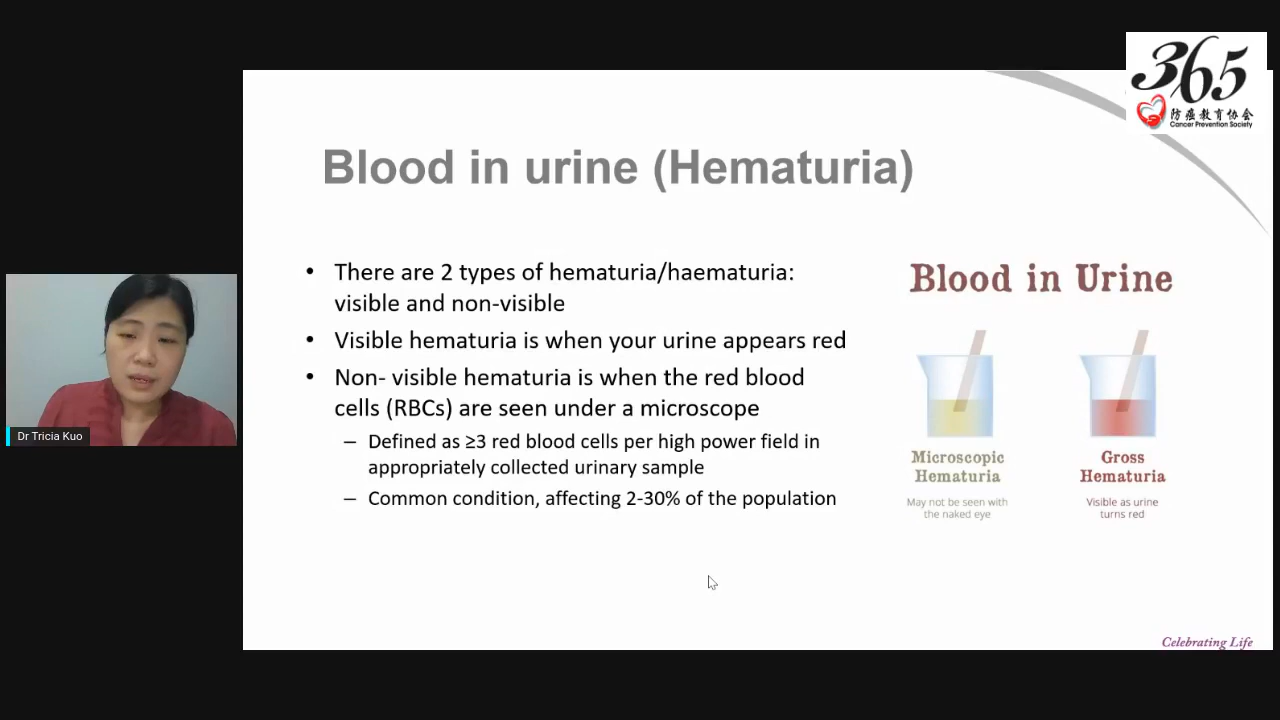 365
防癌教育协会
Cancer Prevention Society
Blood in urine (Hematuria)
• There are 2 types of hematuria/haematuria:
visible and non-visible
• Visible hematuria is when your urine appears red
• Non- visible hematuria is when the red blood
cells (RBCs) are seen under a microscope
– Defined as ≥3 red blood cells per high power field in
appropriately collected urinary sample
– Common condition, affecting 2-30% of the population
Blood in Urine
Microscopic
Hematuria
May not be seen with
the naked eye
Gross
Hematuria
Visible as urine
turns red
Dr Tricia Kuo
Celebrating Life